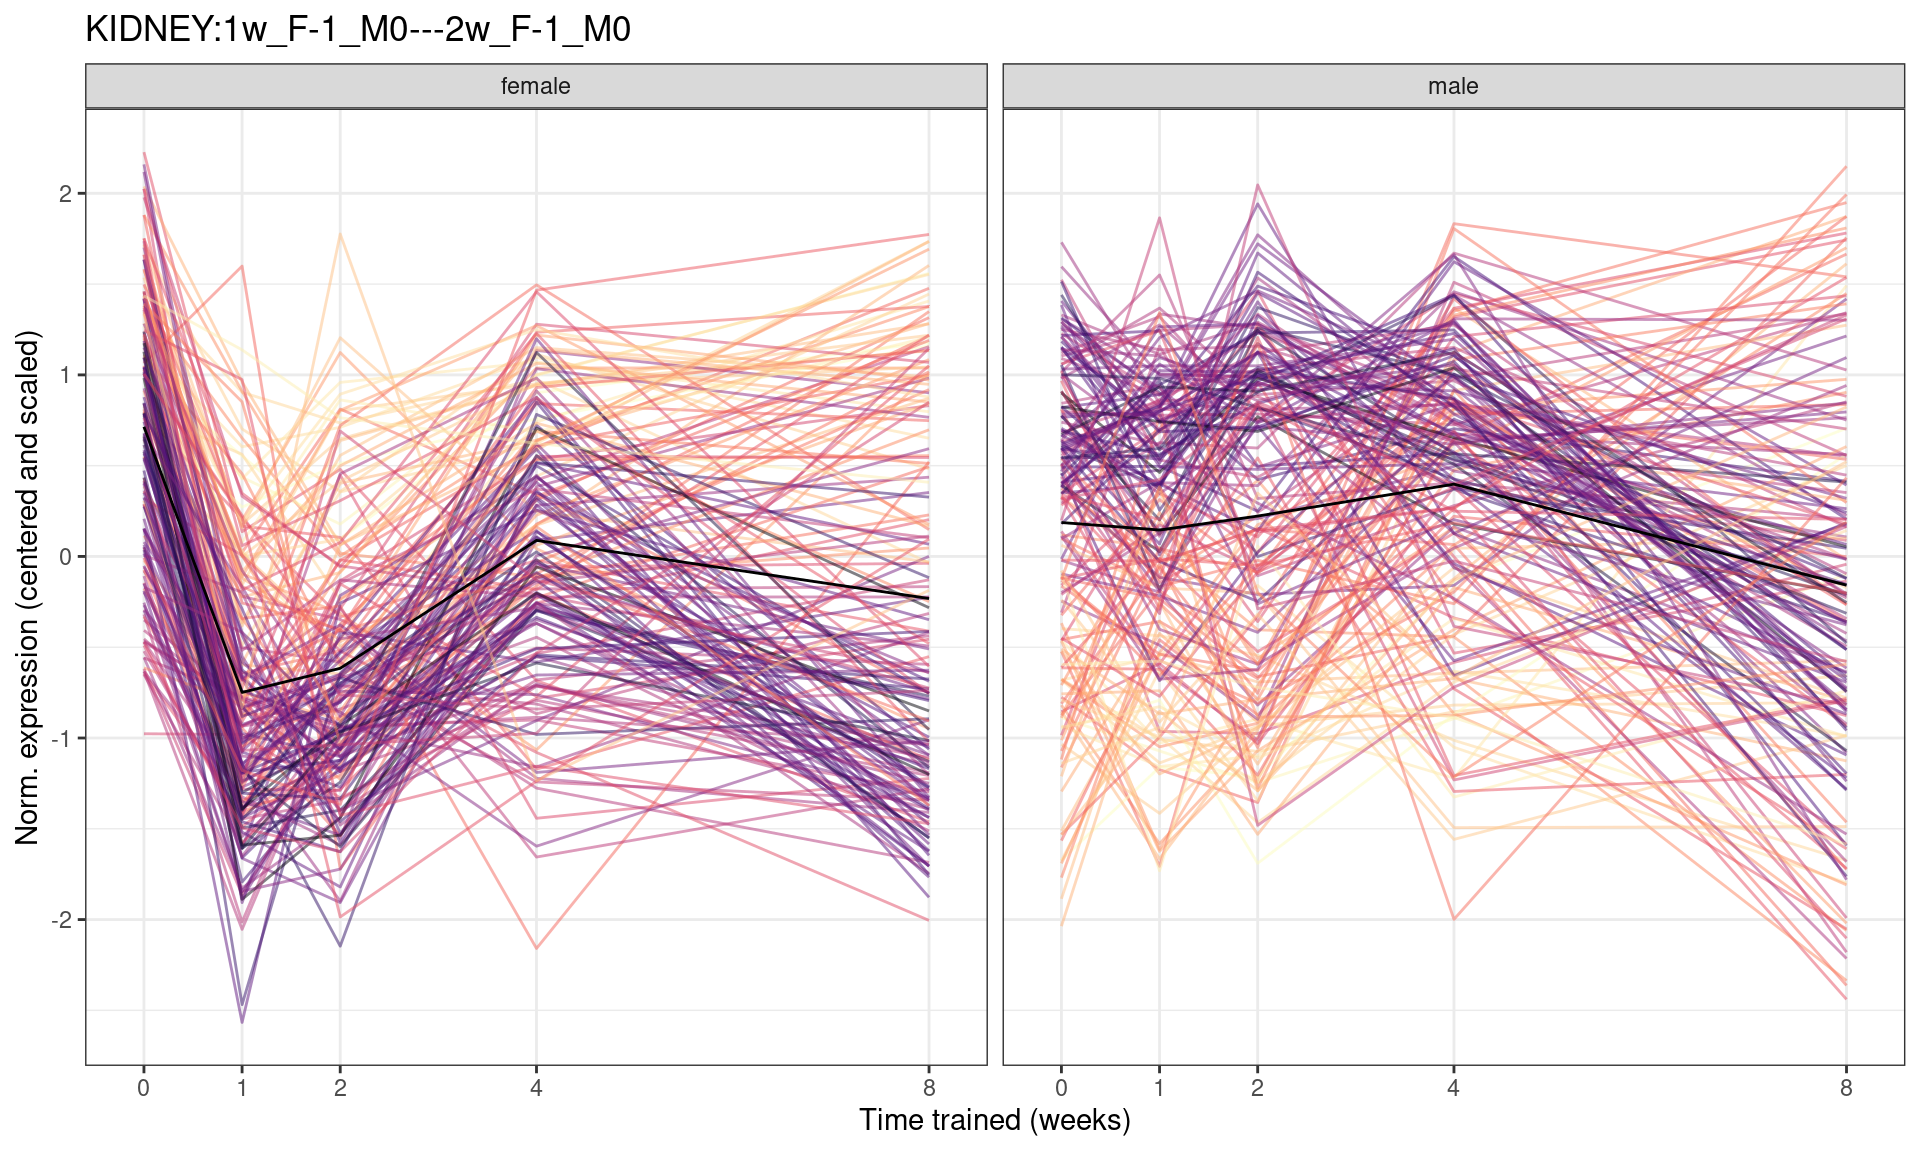 KIDNEY:1w_F-1_M0---2w_F-1_M0
female
male
Norm. expression (centered and scaled)
2
1
0
-1
-2
0 1 2 4 8
0 1 2 4 8
Time trained (weeks)